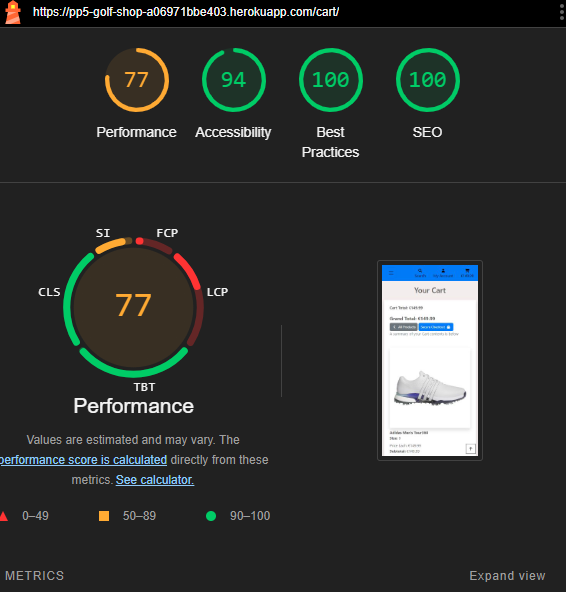 https://pp5-golf-shop-a06971bbe403.herokuapp.com/cart/
77
94
100
100
Performance
Accessibility
Best
Practices
SEO
SI
FCP
CLS
LCP
77
TBT
Performance
Your Cart
Values are estimated and may vary. The
performance score is calculated directly from these
metrics. See calculator.
0–49
50–89
90–100
METRICS
Expand view